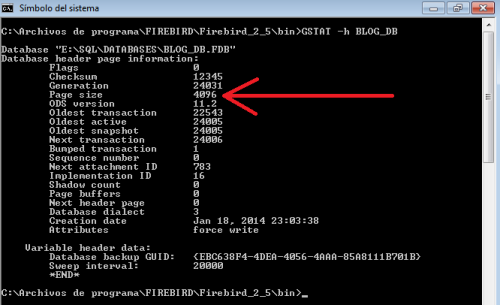 Símbolo del sistema
C:\Archivos de programa\FIREBIRD\Firebird_2_5\bin>GSTAT -h BLOG_DB
Database "E:\SQL\DATABASES\BLOG_DB.FDB"
Database header page information:
Flags 0
Checksum 12345
Generation 24031
Page size 4096
ODS version 11.2
Oldest transaction 22543
Oldest active 24005
Oldest snapshot 24005
Next transaction 24006
Bumped transaction 1
Sequence number 0
Next attachment ID 783
Implementation ID 16
Shadow count 0
Page buffers 0
Next header page 0
Database dialect 3
Creation date Jan 18, 2014 23:03:38
Attributes force write
Variable header data:
Database backup GUID: {EBC638F4-4DEA-4056-4AAA-85A8111B701B}
Sweep interval: 20000
*END*
C:\Archivos de programa\FIREBIRD\Firebird_2_5\bin>_